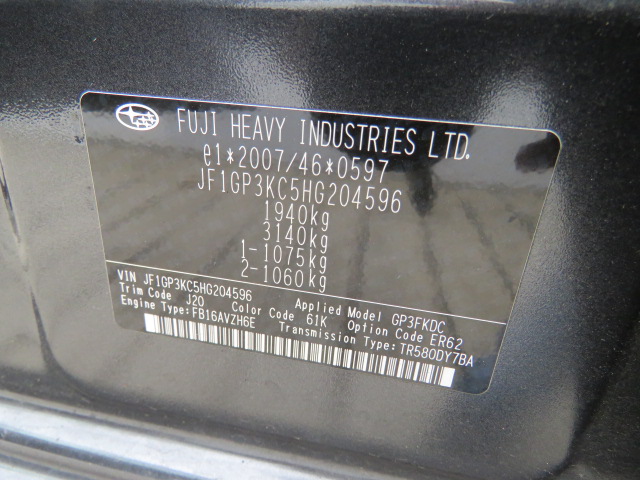 FUJI HEAVY INDUSTRIES LTD.
e1*2007/46*0597
JF1GP3KC5HG204596
1940kg
3140kg
1-1075kg
2-1060kg
VIN JF1GP3KC5HG204596 Applied Model GP3FKDC
Trim Code J20 Color Code 61K Option Code ER62
Engine Type:FB16AVZH6E Transmission Type:TR580DY7BA